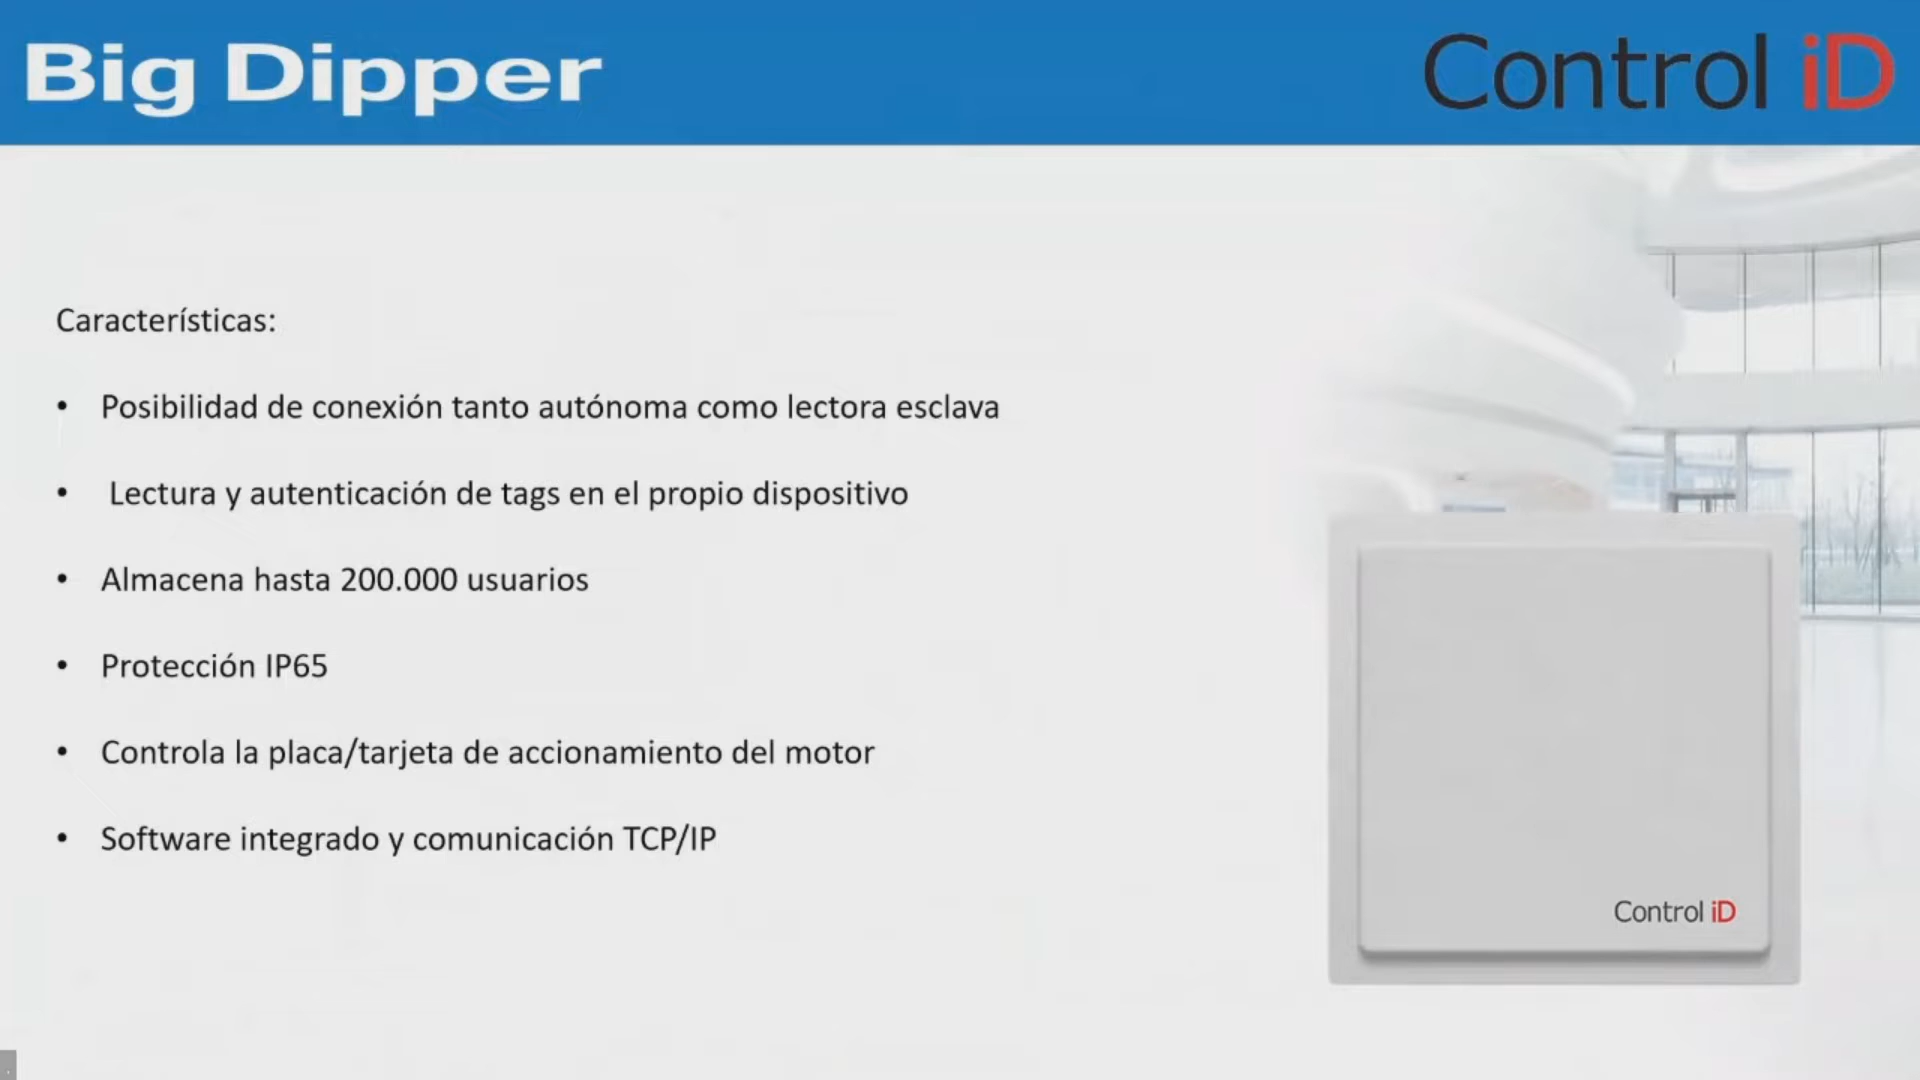 Big Dipper
Control iD
Características:
• Posibilidad de conexión tanto autónoma como lectora esclava
• Lectura y autenticación de tags en el propio dispositivo
• Almacena hasta 200.000 usuarios
• Protección IP65
• Controla la placa/tarjeta de accionamiento del motor
• Software integrado y comunicación TCP/IP
Control iD